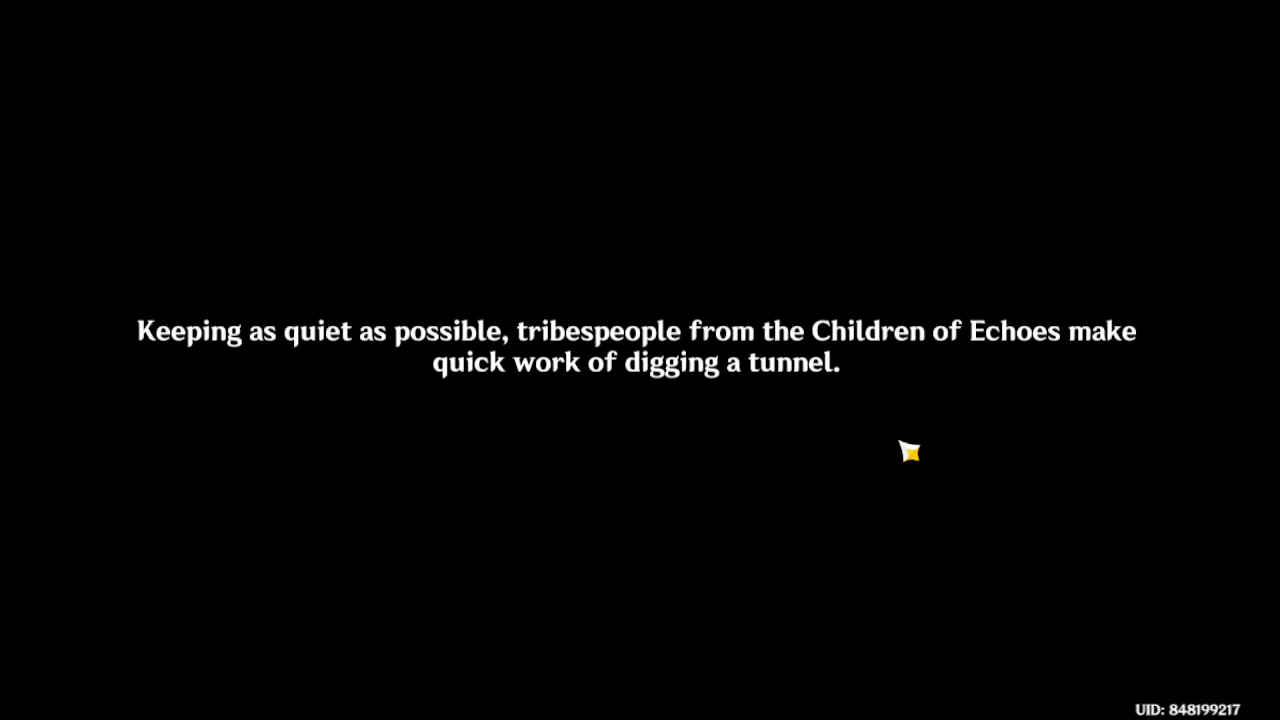 Keeping as quiet as possible, tribespeople from the Children of Echoes make
quick work of digging a tunnel.
UID: 848199217